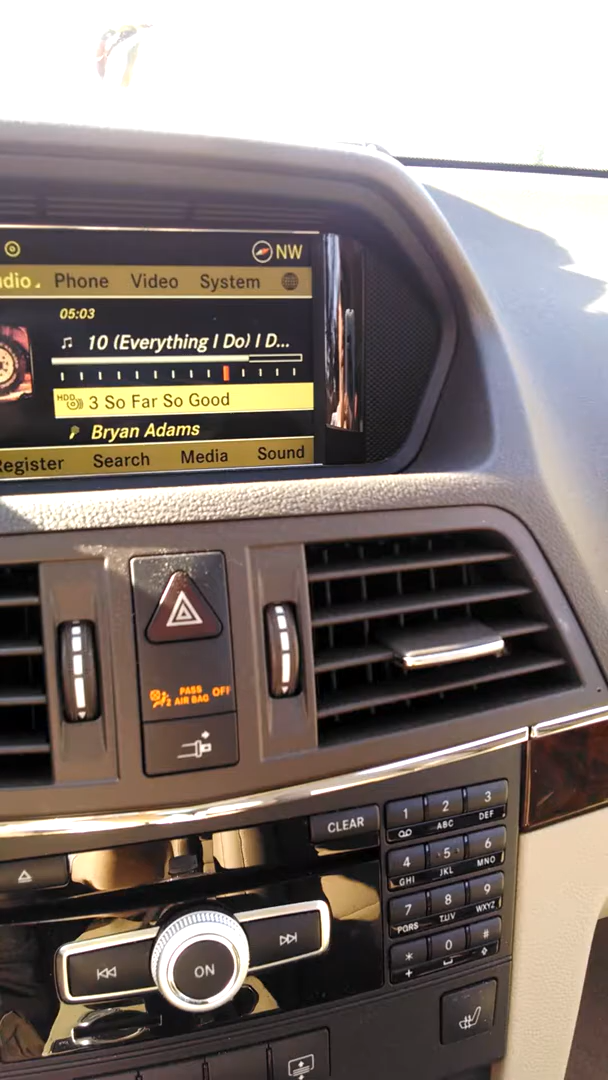 NW
dio Phone Video System
05:03
10 (Everything I Do) I D...
HDD 3 So Far So Good
Bryan Adams
Register Search Media Sound
PASS
AIR BAG OFF
CLEAR
1 2 3
ABC DEF
4 5 6
GHI JKL MNO
7 8 9
PQRS TUV WXYZ
* 0 #
+
ON